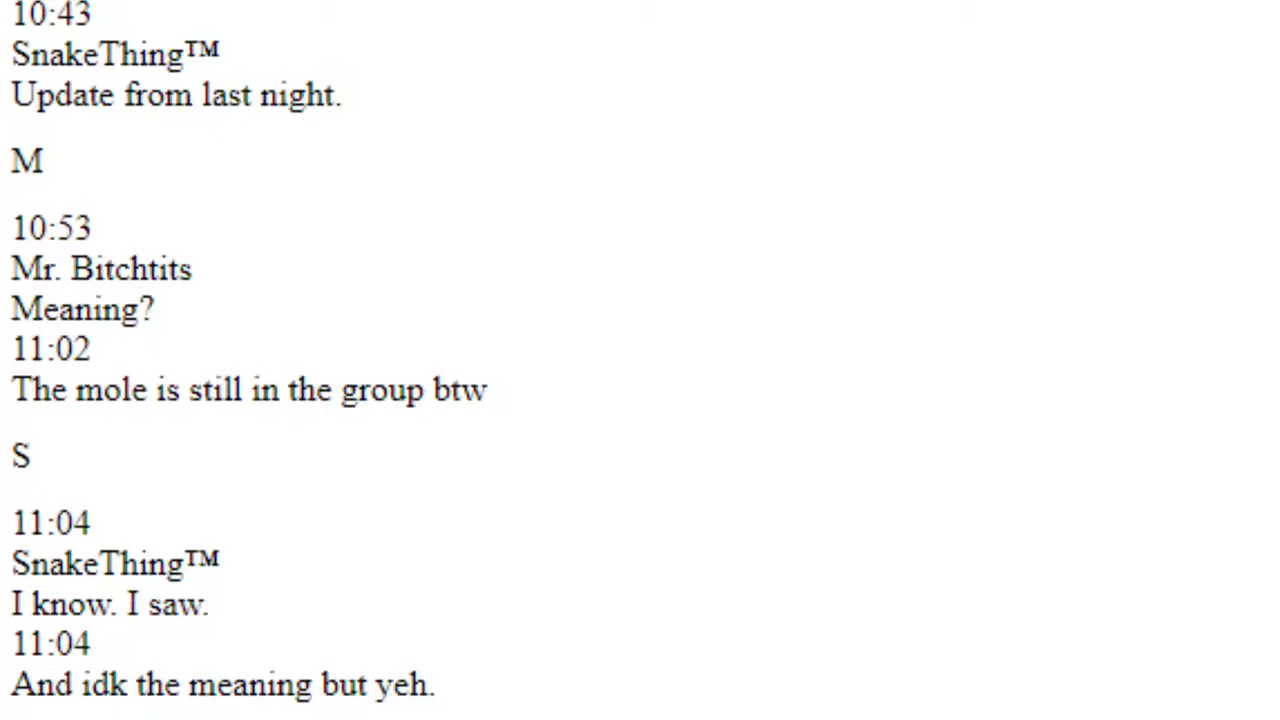 10:43
SnakeThing™
Update from last night.
M
10:53
Mr. Bitchtits
Meaning?
11:02
The mole is still in the group btw
S
11:04
SnakeThing™
I know. I saw.
11:04
And idk the meaning but yeh.